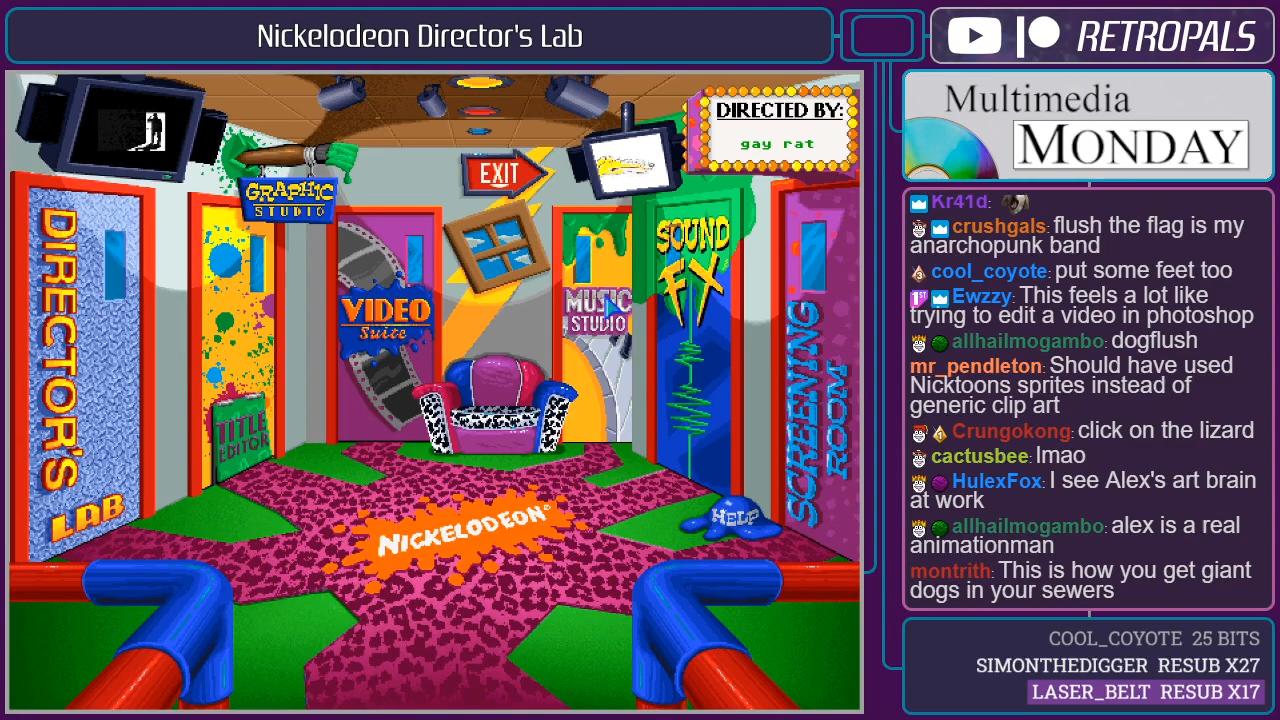 Nickelodeon Director's Lab
RETROPALS
Multimedia
MONDAY
DIRECTED BY:
gay rat
EXIT
GRAPHIC
STUDIO
DIRECTOR'S
LAB
TITLE
EDITOR
VIDEO
Suite
MUSIC
STUDIO
SOUND
FX
SCREENING
ROOM
HELP
NICKELODEON®
Kr41d:
crushgals: flush the flag is my
anarchopunk band
cool_coyote: put some feet too
1ST Ewzzy: This feels a lot like
trying to edit a video in photoshop
allhailmogambo: dogflush
mr_pendleton: Should have used
Nicktoons sprites instead of
generic clip art
Crungokong: click on the lizard
cactusbee: lmao
HulexFox: I see Alex's art brain
at work
allhailmogambo: alex is a real
animationman
montrith: This is how you get giant
dogs in your sewers
COOL_COYOTE 25 BITS
SIMONTHEDIGGER RESUB X27
LASER_BELT RESUB X17